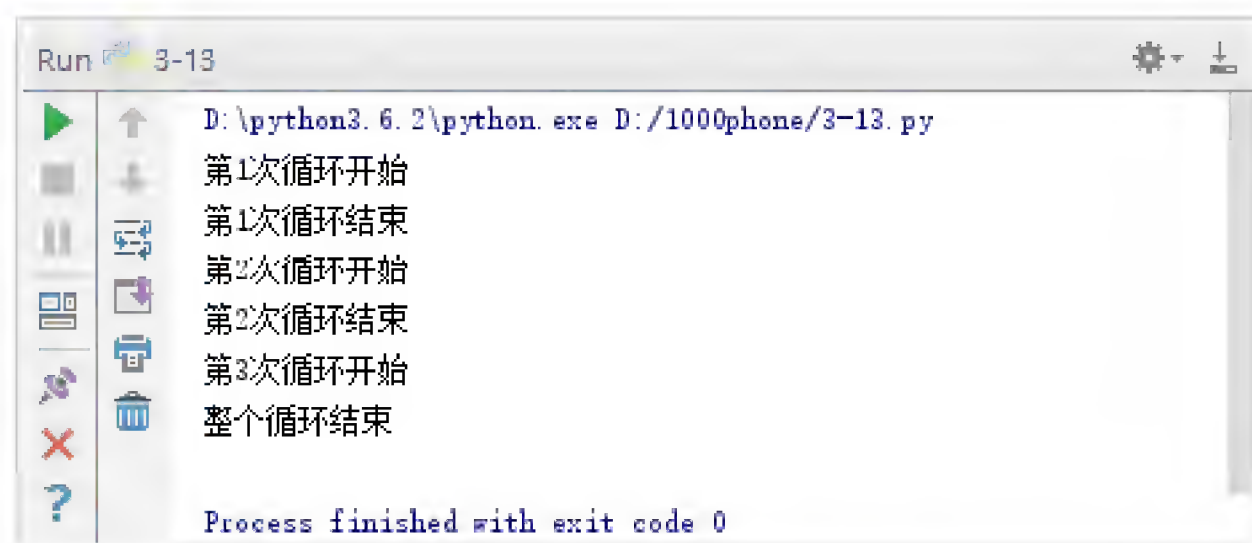 Run 3-13
D:\python3.6.2\python.exe D:/1000phone/3-13.py
第1次循环开始
第1次循环结束
第2次循环开始
第2次循环结束
第3次循环开始
整个循环结束
Process finished with exit code 0